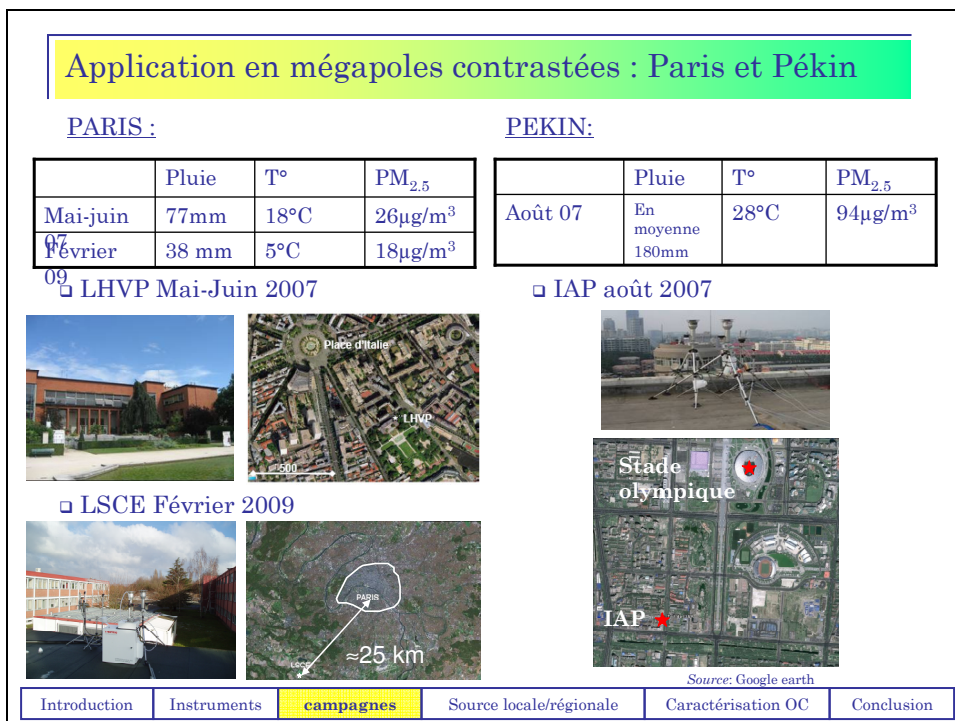 Application en mégapoles contrastées : Paris et Pékin
PARIS :
Pluie T° PM2.5
Mai-juin 07 77mm 18°C 26µg/m³
Février 09 38 mm 5°C 18µg/m³
PEKIN:
Pluie T° PM2.5
Août 07 En moyenne 180mm 28°C 94µg/m³
❑ LHVP Mai-Juin 2007
Place d'Italie
* LHVP
500
❑ LSCE Février 2009
PARIS
LSCE
≈25 km
❑ IAP août 2007
Stade
olympique
IAP
Source: Google earth
Introduction Instruments campagnes Source locale/régionale Caractérisation OC Conclusion